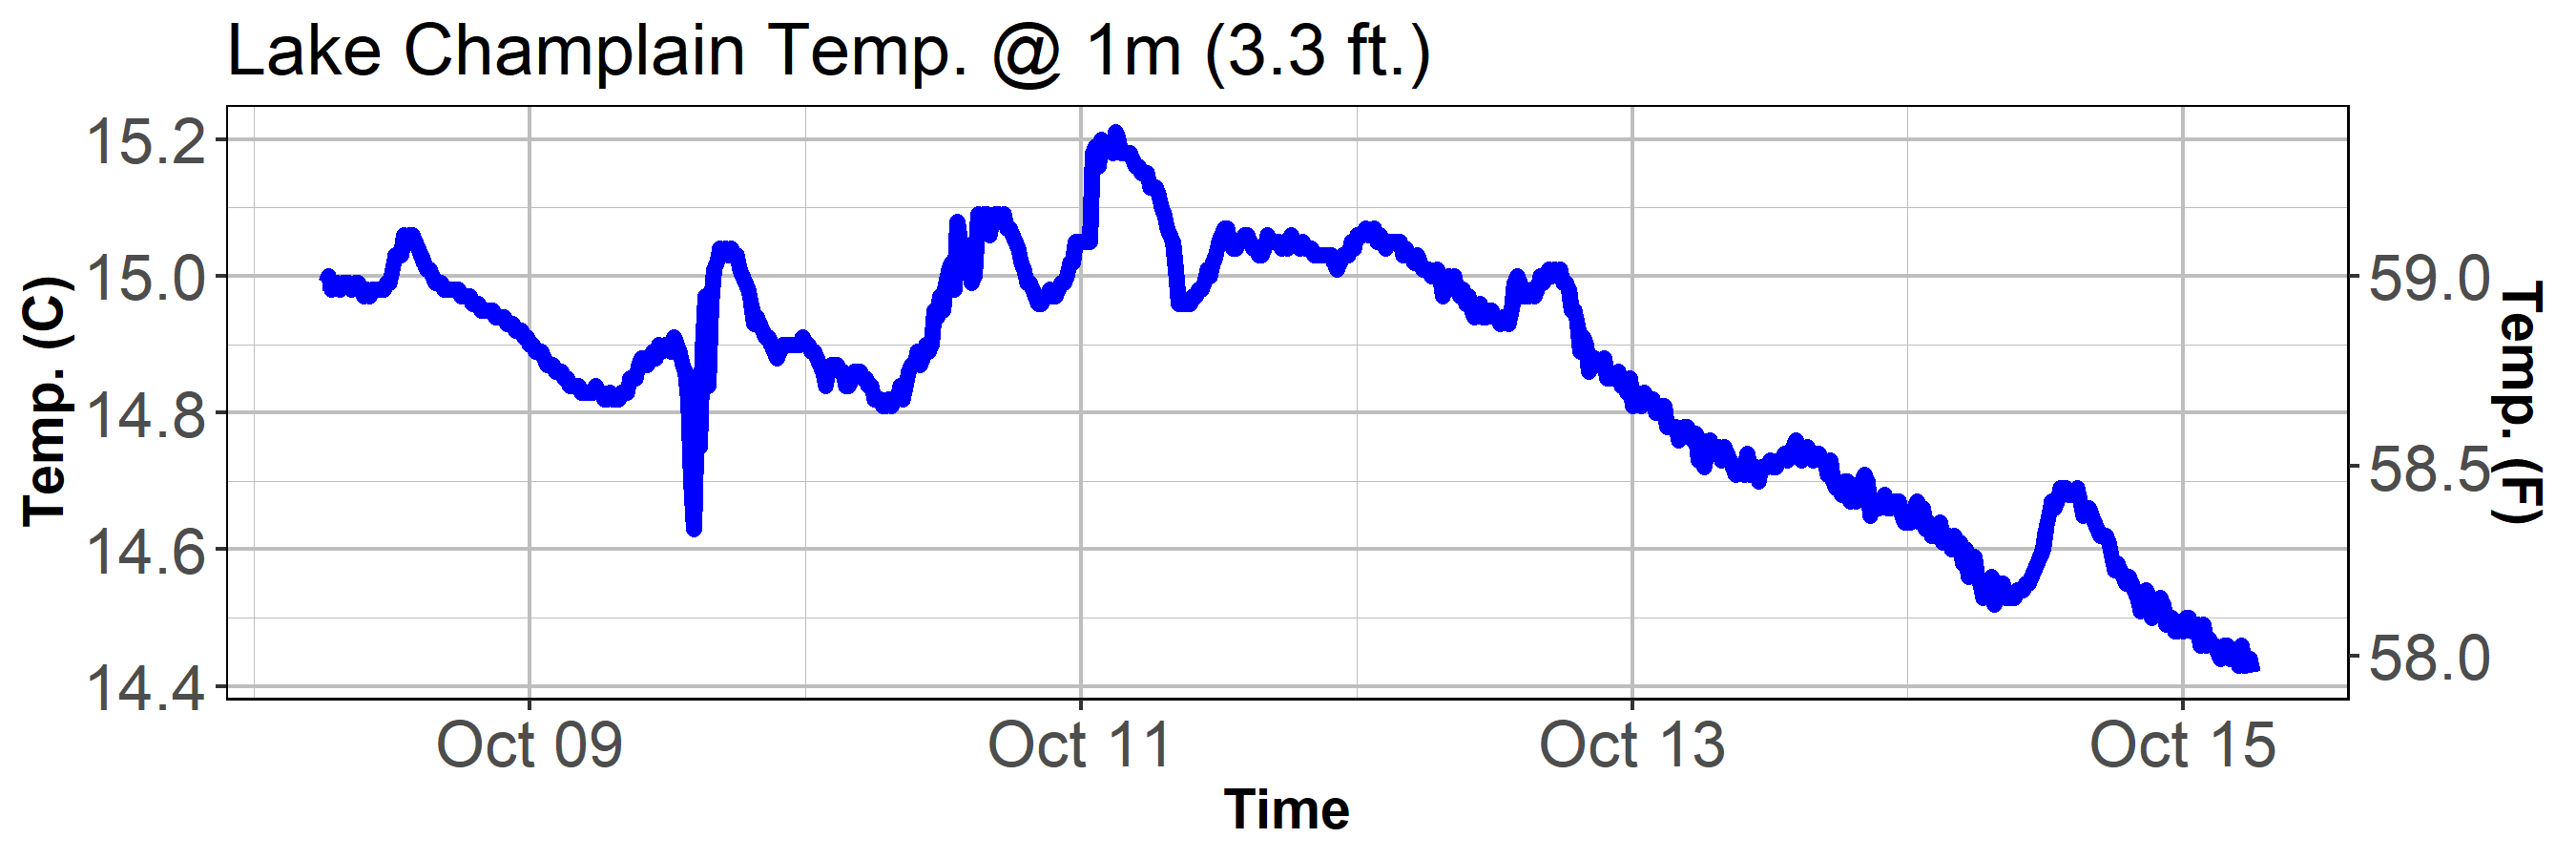 Lake Champlain Temp. @ 1m (3.3 ft.)
Temp. (C)
15.2
15.0
14.8
14.6
14.4
59.0
58.5
58.0
Temp. (F)
Oct 09
Oct 11
Oct 13
Oct 15
Time